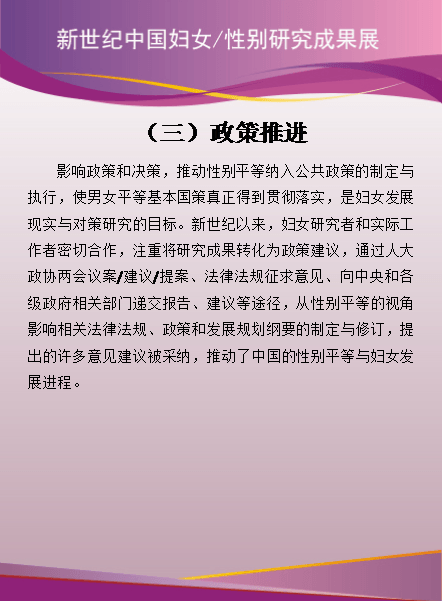 新世纪中国妇女/性别研究成果展
（三）政策推进
影响政策和决策，推动性别平等纳入公共政策的制定与
执行，使男女平等基本国策真正得到贯彻落实，是妇女发展
现实与对策研究的目标。新世纪以来，妇女研究者和实际工
作者密切合作，注重将研究成果转化为政策建议，通过人大
政协两会议案/建议/提案、法律法规征求意见、向中央和各
级政府相关部门递交报告、建议等途径，从性别平等的视角
影响相关法律法规、政策和发展规划纲要的制定与修订，提
出的许多意见建议被采纳，推动了中国的性别平等与妇女发
展进程。